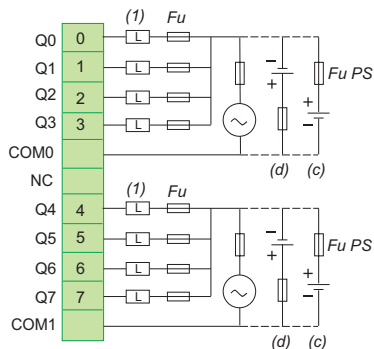 (1) Fu
Q0 0 L
Q1 1 L
Q2 2 L
Q3 3 L
Fu PS
− + + −
COM0
(d) (c)
NC
(1) Fu
Q4 4 L
Q5 5 L
Q6 6 L
Q7 7 L
Fu PS
− + + −
COM1
(d) (c)